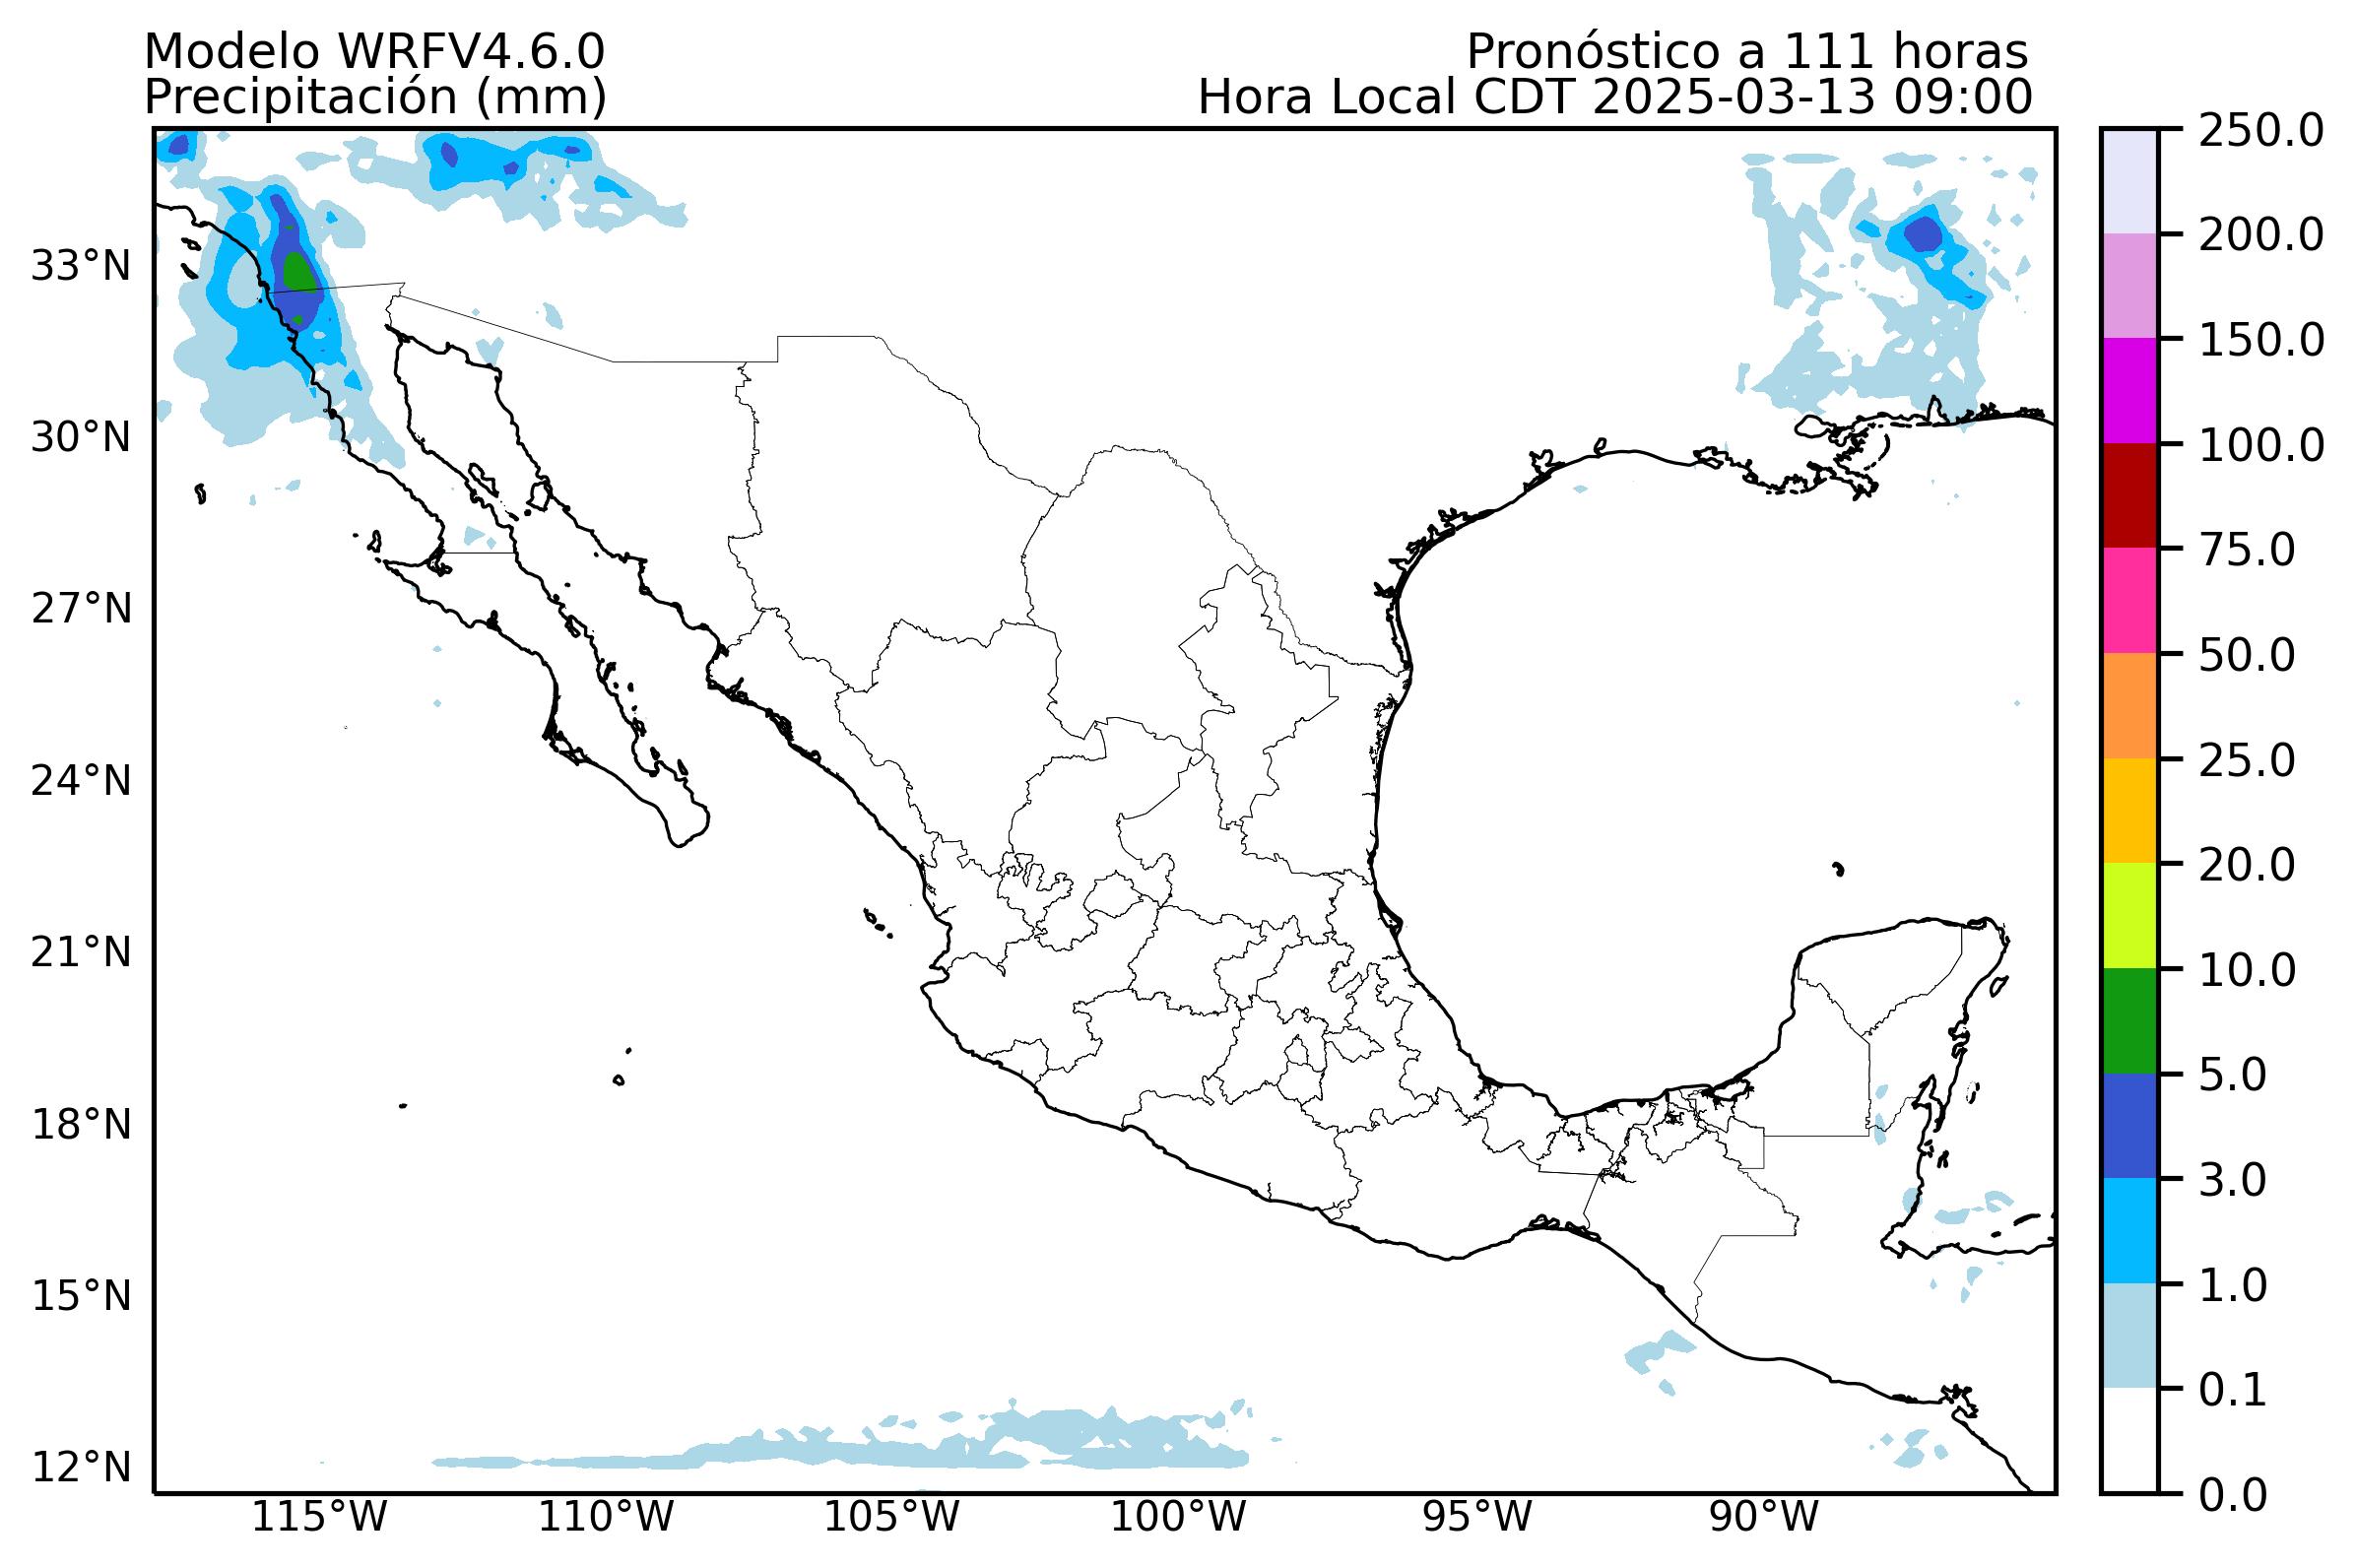 Modelo WRFV4.6.0
Precipitación (mm)
Pronóstico a 111 horas
Hora Local CDT 2025-03-13 09:00
33°N
30°N
27°N
24°N
21°N
18°N
15°N
12°N
115°W
110°W
105°W
100°W
95°W
90°W
250.0
200.0
150.0
100.0
75.0
50.0
25.0
20.0
10.0
5.0
3.0
1.0
0.1
0.0